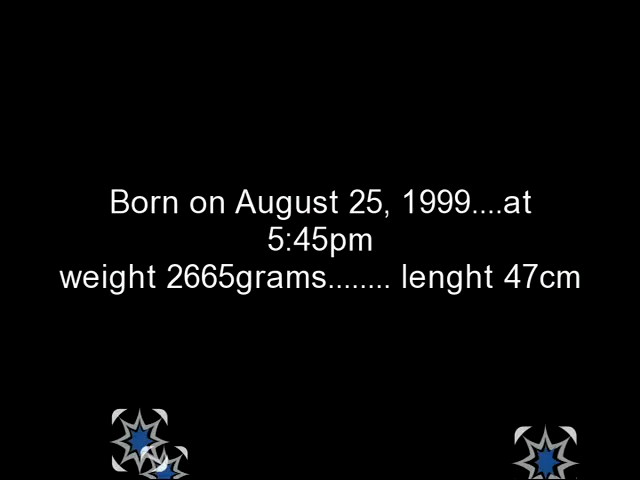 Born on August 25, 1999....at
5:45pm
weight 2665grams........ lenght 47cm